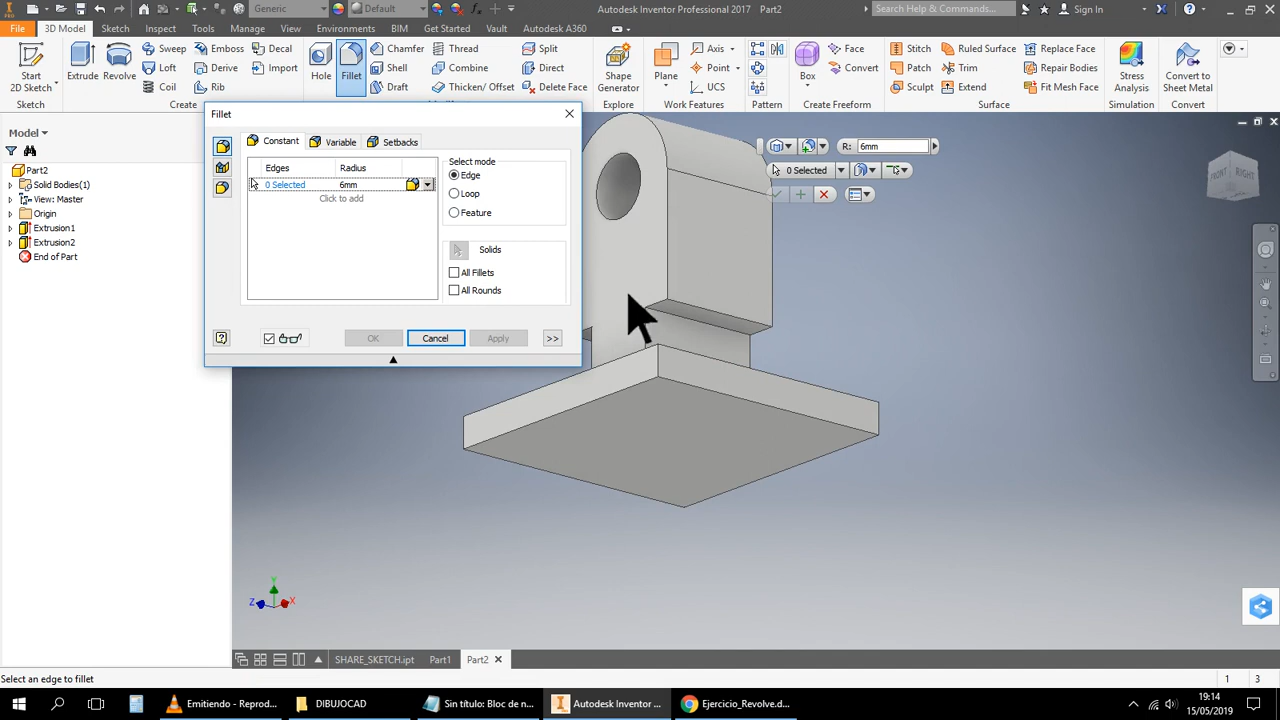 Generic
Default
Autodesk Inventor Professional 2017 Part2
Search Help & Commands...
Sign In
PRO
File
3D Model
Sketch
Inspect
Tools
Manage
View
Environments
BIM
Get Started
Vault
Autodesk A360
Start
2D Sketch
Sketch
Extrude
Revolve
Sweep
Loft
Coil
Emboss
Derive
Rib
Decal
Import
Create
Hole
Fillet
Chamfer
Shell
Draft
Thread
Combine
Thicken/ Offset
Split
Direct
Delete Face
Shape
Generator
Explore
Plane
Axis
Point
UCS
Work Features
Pattern
Box
Face
Convert
Create Freeform
Stitch
Patch
Sculpt
Ruled Surface
Trim
Extend
Replace Face
Repair Bodies
Fit Mesh Face
Surface
Stress
Analysis
Simulation
Convert to
Sheet Metal
Convert
Model
Part2
Solid Bodies(1)
View: Master
Origin
Extrusion1
Extrusion2
End of Part
Fillet
Constant
Variable
Setbacks
Edges
Radius
0 Selected
6mm
Click to add
Select mode
Edge
Loop
Feature
Solids
All Fillets
All Rounds
OK
Cancel
Apply
>>
R: 6mm
0 Selected
FRONT
RIGHT
Y
Z
X
SHARE_SKETCH.ipt
Part1
Part2
Select an edge to fillet
1
3
Emitiendo - Reprod...
DIBUJOCAD
Sin título: Bloc de n...
Autodesk Inventor ...
Ejercicio_Revolve.d...
19:14
15/05/2019